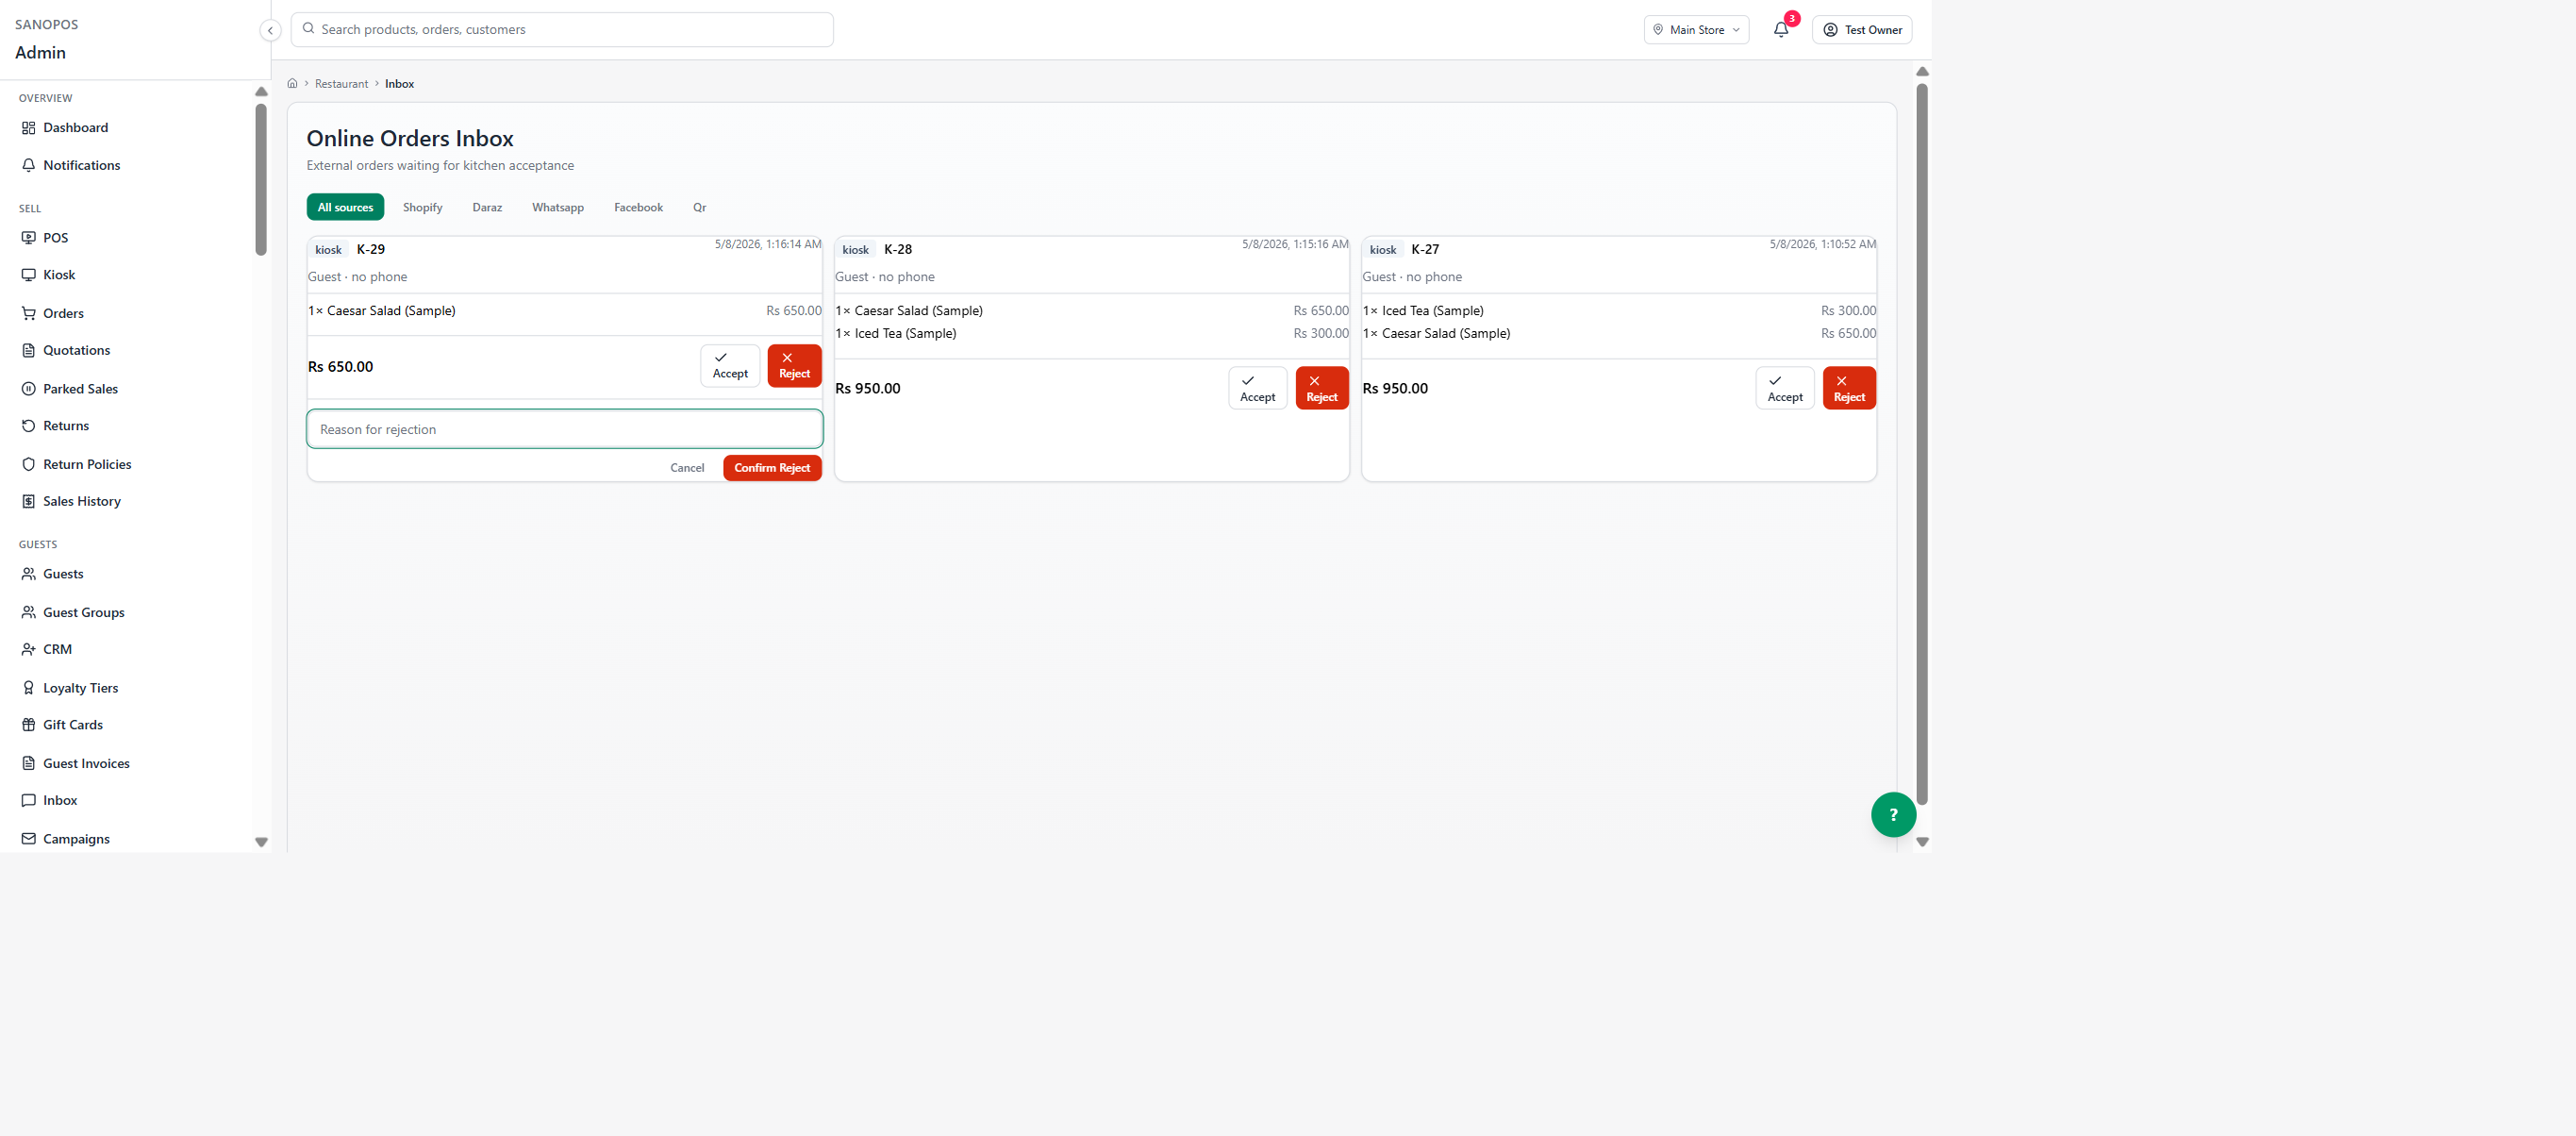 SANOPOS
Admin
OVERVIEW
Dashboard
Notifications
SELL
POS
Kiosk
Orders
Quotations
Parked Sales
Returns
Return Policies
Sales History
GUESTS
Guests
Guest Groups
CRM
Loyalty Tiers
Gift Cards
Guest Invoices
Inbox
Campaigns
Search products, orders, customers
Main Store
3
Test Owner
Restaurant > Inbox
Online Orders Inbox
External orders waiting for kitchen acceptance
All sources Shopify Daraz Whatsapp Facebook Qr
kiosk K-29 5/8/2026, 1:16:14 AM
Guest · no phone
1× Caesar Salad (Sample) Rs 650.00
Rs 650.00
Accept
Reject
Reason for rejection
Cancel Confirm Reject
kiosk K-28 5/8/2026, 1:15:16 AM
Guest · no phone
1× Caesar Salad (Sample) Rs 650.00
1× Iced Tea (Sample) Rs 300.00
Rs 950.00
Accept
Reject
kiosk K-27 5/8/2026, 1:10:52 AM
Guest · no phone
1× Iced Tea (Sample) Rs 300.00
1× Caesar Salad (Sample) Rs 650.00
Rs 950.00
Accept
Reject
?